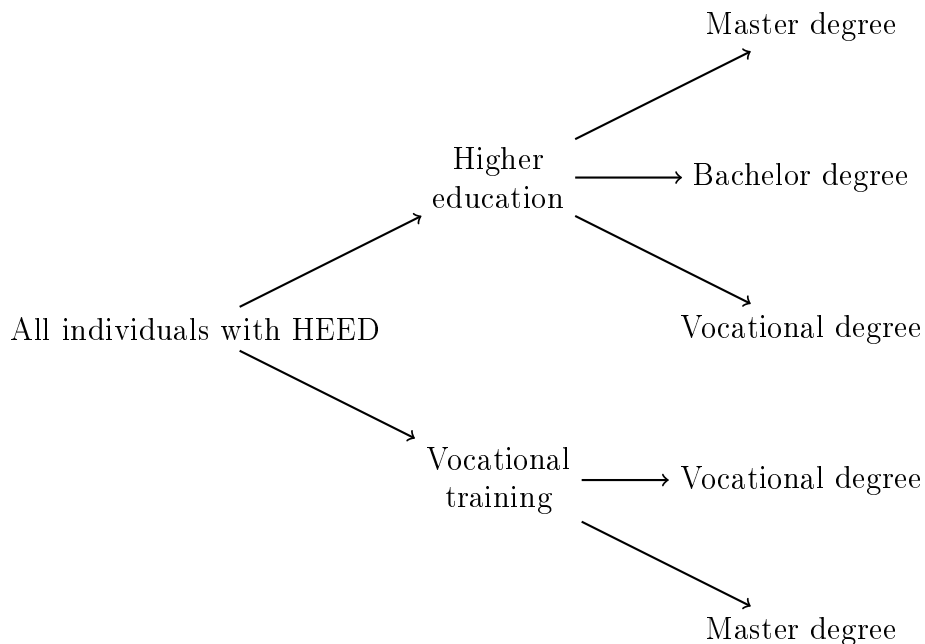 Master degree
Higher
education
Bachelor degree
Vocational degree
All individuals with HEED
Vocational
training
Vocational degree
Master degree